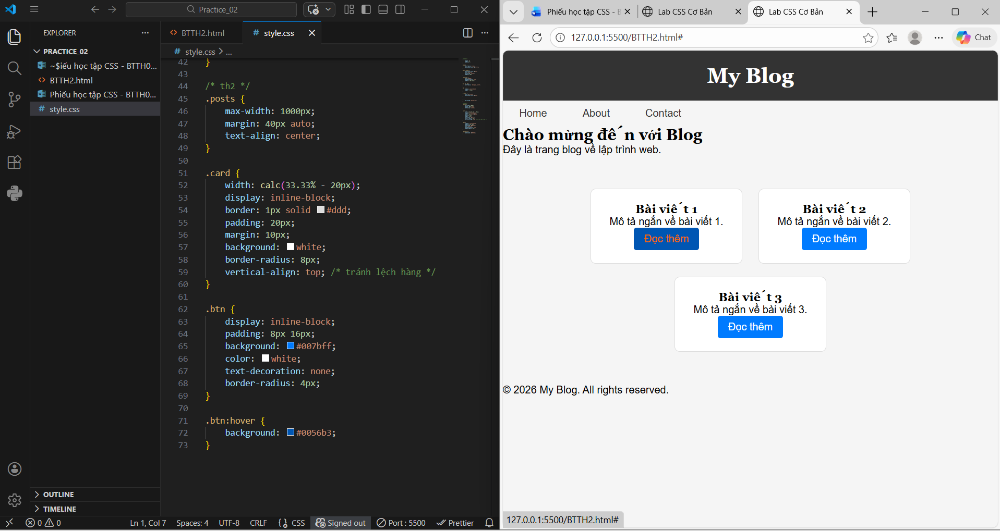 Practice_02
EXPLORER
PRACTICE_02
~$iếu học tập CSS - BTTH0...
BTTH2.html
Phiếu học tập CSS - BTTH0...
style.css
OUTLINE
TIMELINE
BTTH2.html
style.css
style.css > ...
42 }
43
44 /* th2 */
45 .posts {
46 max-width: 1000px;
47 margin: 40px auto;
48 text-align: center;
49 }
50
51 .card {
52 width: calc(33.33% - 20px);
53 display: inline-block;
54 border: 1px solid #ddd;
55 padding: 20px;
56 margin: 10px;
57 background: white;
58 border-radius: 8px;
59 vertical-align: top; /* tránh lệch hàng */
60 }
61
62 .btn {
63 display: inline-block;
64 padding: 8px 16px;
65 background: #007bff;
66 color: white;
67 text-decoration: none;
68 border-radius: 4px;
69 }
70
71 .btn:hover {
72 background: #0056b3;
73 }
0 0
Ln 1, Col 7 Spaces: 4 UTF-8 CRLF {} CSS Signed out Port : 5500 Prettier
Phiếu học tập CSS - B
Lab CSS Cơ Bản
Lab CSS Cơ Bản
127.0.0.1:5500/BTTH2.html#
Chat
My Blog
Home About Contact
Chào mừng đến với Blog
Đây là trang blog về lập trình web.
Bài viết 1
Mô tả ngắn về bài viết 1.
Đọc thêm
Bài viết 2
Mô tả ngắn về bài viết 2.
Đọc thêm
Bài viết 3
Mô tả ngắn về bài viết 3.
Đọc thêm
© 2026 My Blog. All rights reserved.
127.0.0.1:5500/BTTH2.html#